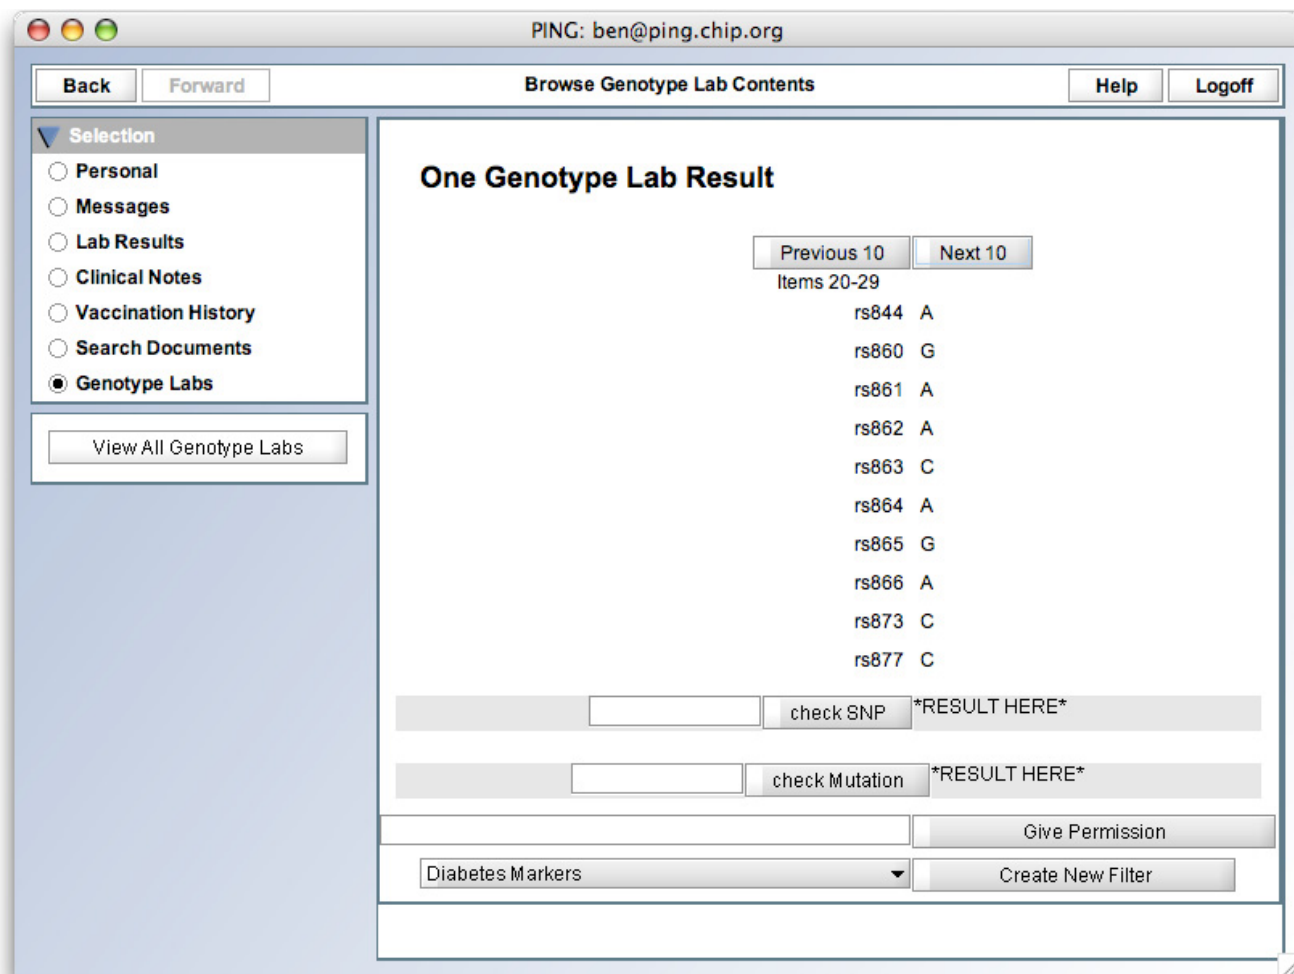 PING: ben@ping.chip.org
Back Forward Browse Genotype Lab Contents Help Logoff
Selection
Personal
Messages
Lab Results
Clinical Notes
Vaccination History
Search Documents
Genotype Labs
View All Genotype Labs
One Genotype Lab Result
Previous 10 Next 10
Items 20-29
rs844 A
rs860 G
rs861 A
rs862 A
rs863 C
rs864 A
rs865 G
rs866 A
rs873 C
rs877 C
check SNP *RESULT HERE*
check Mutation *RESULT HERE*
Give Permission
Diabetes Markers Create New Filter